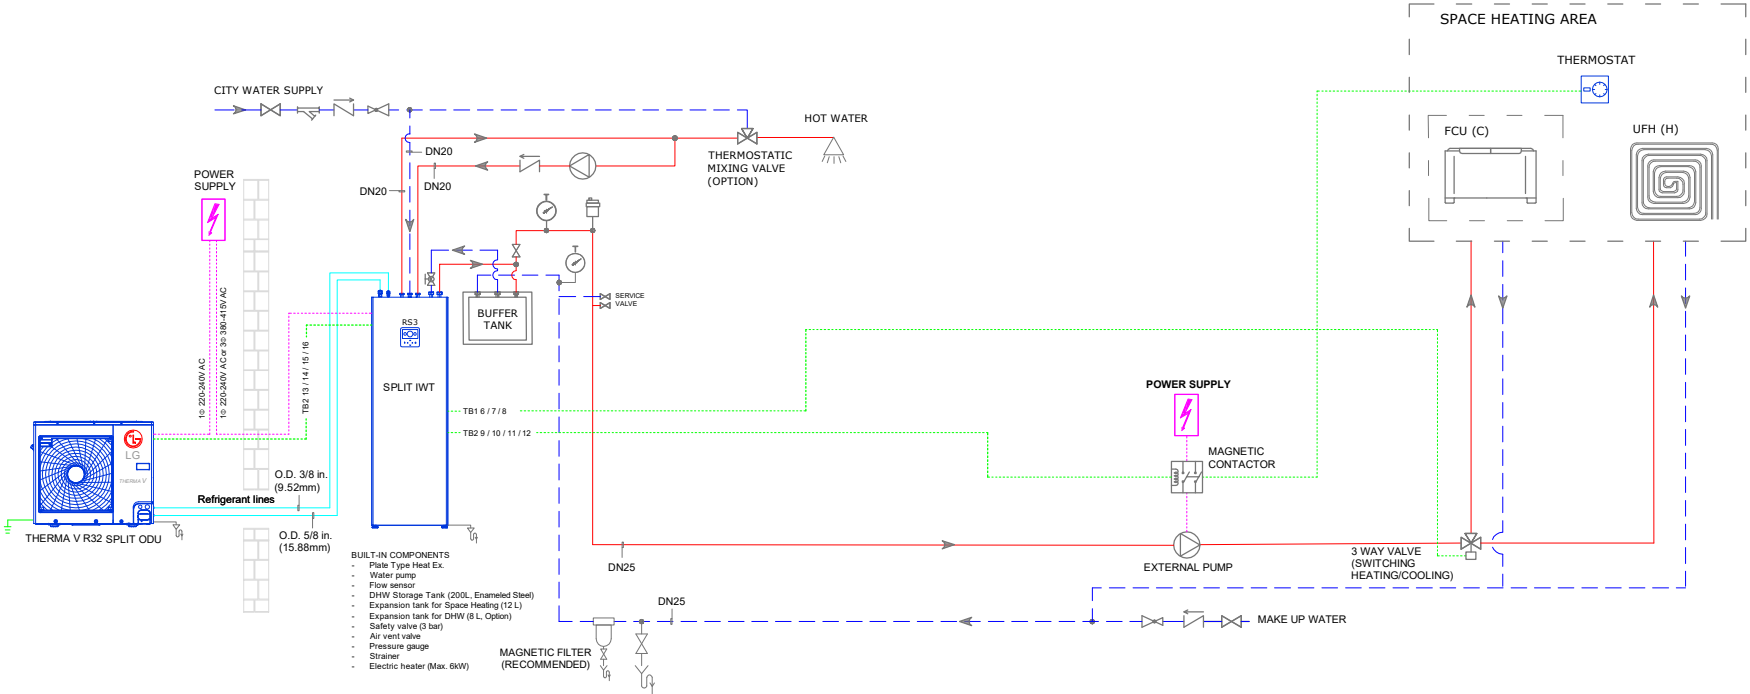 SPACE HEATING AREA
THERMOSTAT
CITY WATER SUPPLY
HOT WATER
FCU (C)
UFH (H)
DN20
THERMOSTATIC
MIXING VALVE
(OPTION)
POWER
SUPPLY
DN20
DN20
T
T
SERVICE
VALVE
BUFFER
TANK
RS3
1Φ 220-240V AC
1Φ 220-240V AC or 3Φ 380-415V AC
TB2 13 / 14 / 15 / 16
SPLIT IWT
POWER SUPPLY
TB1 6 / 7 / 8
TB2 9 / 10 / 11 / 12
LG
LG
THERMA V
MAGNETIC
CONTACTOR
O.D. 3/8 in.
(9.52mm)
Refrigerant lines
O.D. 5/8 in.
(15.88mm)
THERMA V R32 SPLIT ODU
BUILT-IN COMPONENTS
- Plate Type Heat Ex.
- Water pump
- Flow sensor
- DHW Storage Tank (200L, Enameled Steel)
- Expansion tank for Space Heating (12 L)
- Expansion tank for DHW (8 L, Option)
- Safety valve (3 bar)
- Air vent valve
- Pressure gauge
- Strainer
- Electric heater (Max. 6kW)
DN25
EXTERNAL PUMP
3 WAY VALVE
(SWITCHING
HEATING/COOLING)
DN25
MAKE UP WATER
MAGNETIC FILTER
(RECOMMENDED)